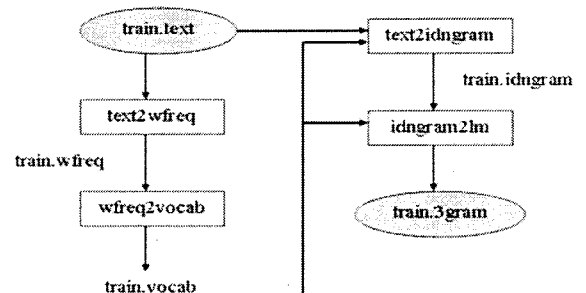 train.text
text2idngram
train.idngram
text2wfreq
idngram2lm
train.wfreq
wfreq2vocab
train.3gram
train.vocab